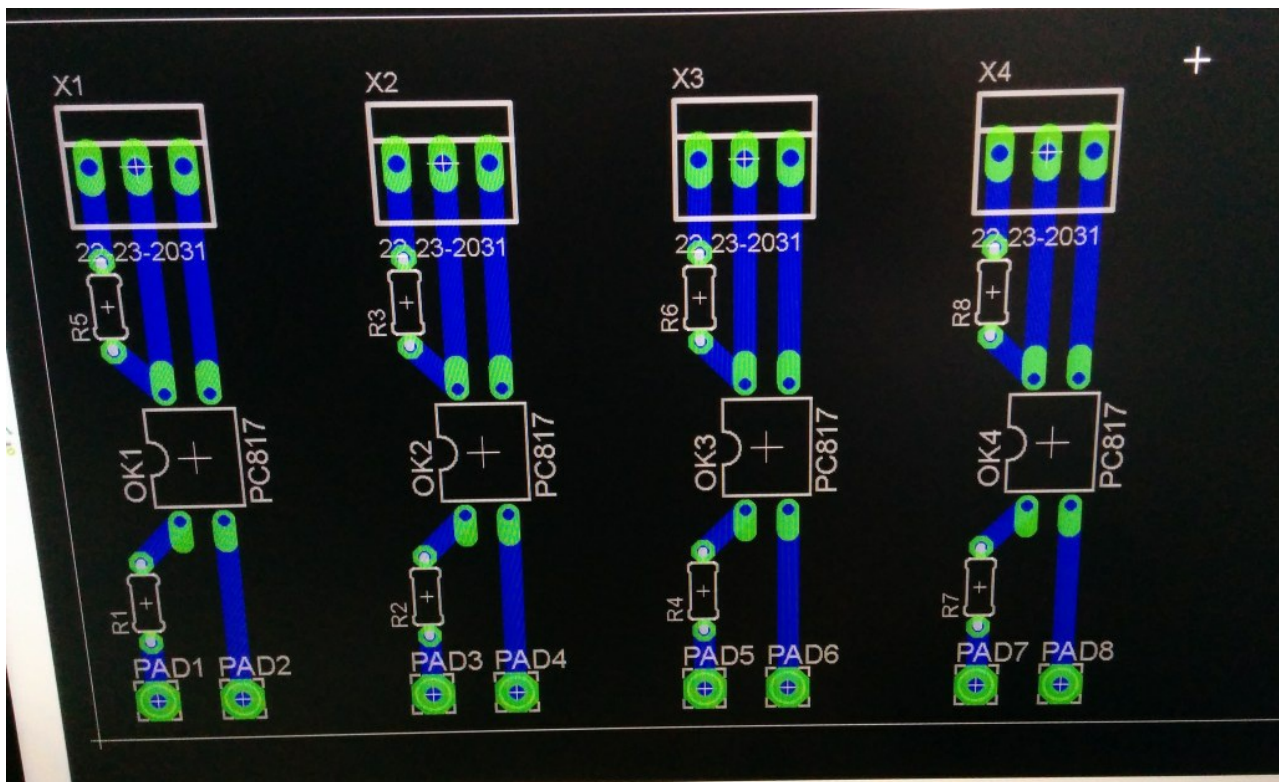 X1 X2 X3 X4
22-23-2031 22-23-2031 22-23-2031 22-23-2031
R5 R3 R6 R8
OK1 PC817 OK2 PC817 OK3 PC817 OK4 PC817
R1 R2 R4 R7
PAD1 PAD2 PAD3 PAD4 PAD5 PAD6 PAD7 PAD8